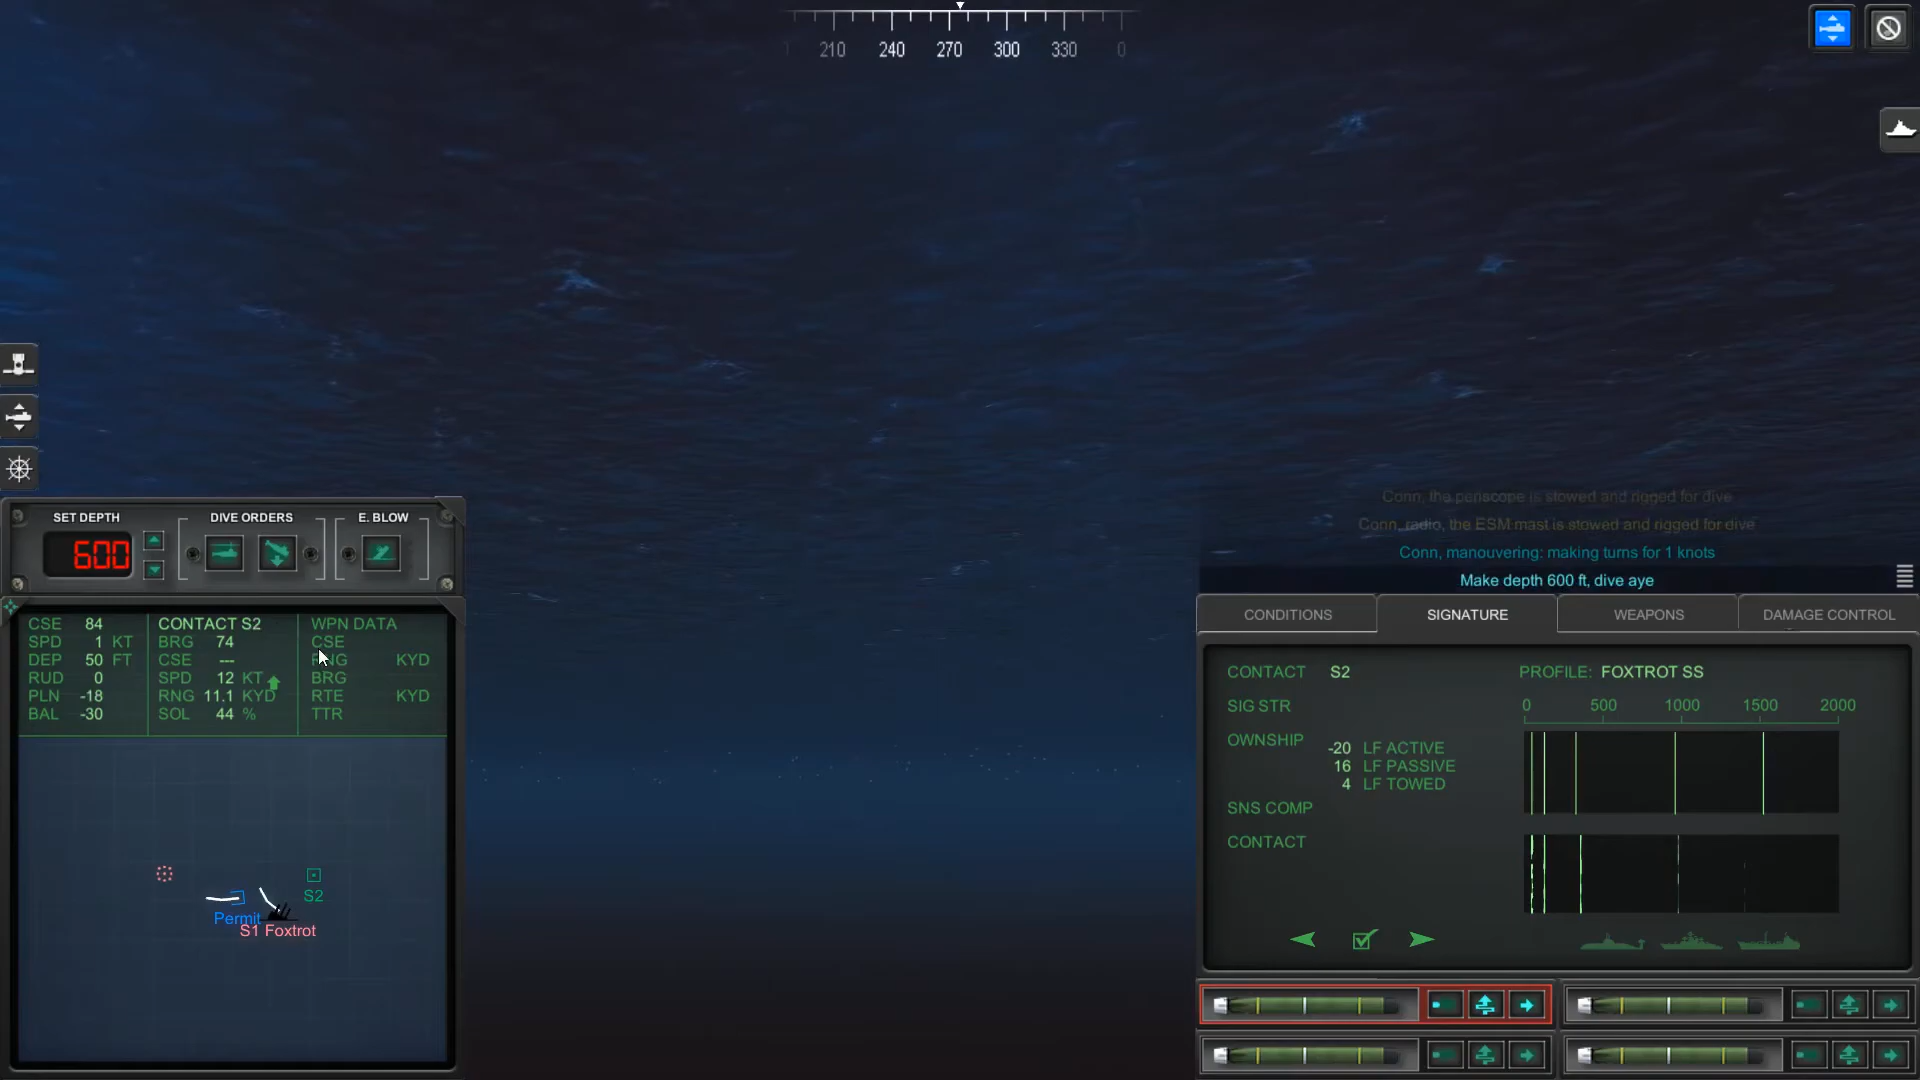 210 240 270 300 330 0
SET DEPTH DIVE ORDERS E. BLOW
600
CSE 84
SPD 1 KT
DEP 50 FT
RUD 0
PLN -18
BAL -30
CONTACT S2
BRG 74
CSE ---
SPD 12 KT
RNG 11.1 KYD
SOL 44 %
WPN DATA
CSE
RNG KYD
BRG
RTE KYD
TTR
S2
Permit
S1 Foxtrot
Conn, the periscope is stowed and rigged for dive
Conn, radio, the ESM mast is stowed and rigged for dive
Conn, manouvering: making turns for 1 knots
Make depth 600 ft, dive aye
CONDITIONS SIGNATURE WEAPONS DAMAGE CONTROL
CONTACT S2
SIG STR
OWNSHIP
-20 LF ACTIVE
16 LF PASSIVE
4 LF TOWED
SNS COMP
CONTACT
PROFILE: FOXTROT SS
0 500 1000 1500 2000